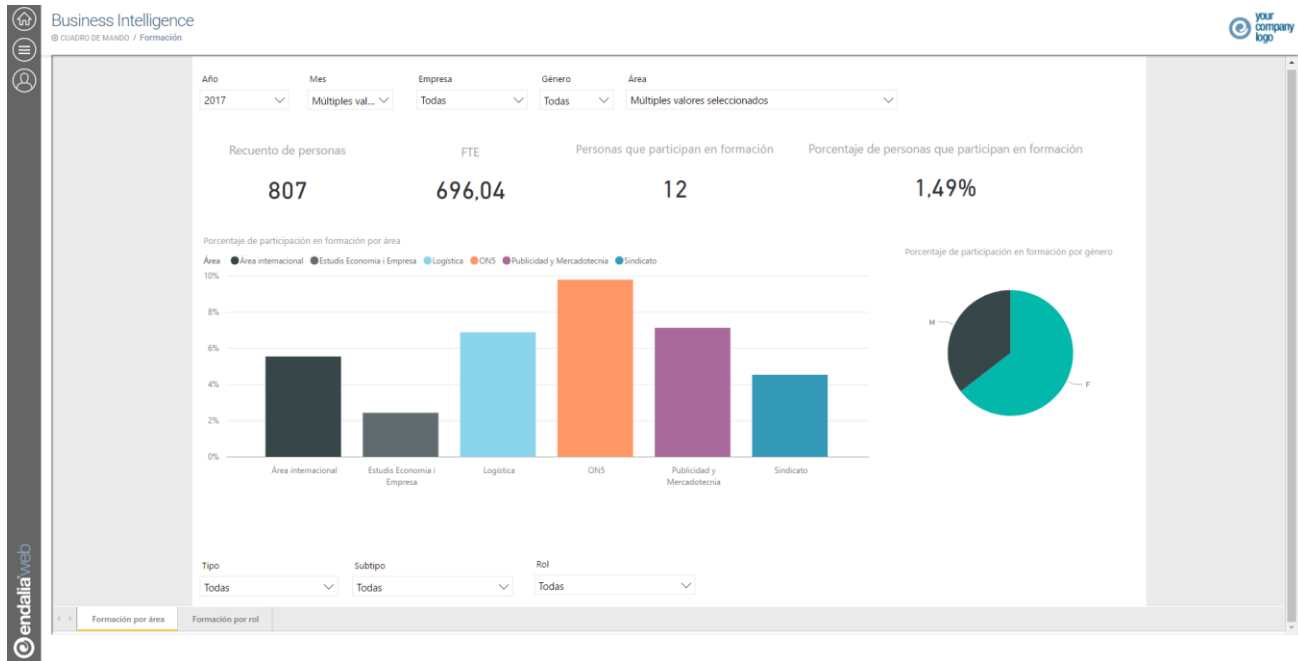 Business Intelligence
CUADRO DE MANDO / Formación
your
company
logo
Año Mes Empresa Género Área
2017 Múltiples val... Todas Todas Múltiples valores seleccionados
Recuento de personas FTE Personas que participan en formación Porcentaje de personas que participan en formación
807 696,04 12 1,49%
Porcentaje de participación en formación por área
Área Área internacional Estudis Economia i Empresa Logística ON5 Publicidad y Mercadotecnia Sindicato
10%
8%
6%
4%
2%
0%
Área internacional Estudis Economia i Empresa Logística ON5 Publicidad y Mercadotecnia Sindicato
Porcentaje de participación en formación por género
M
F
Tipo Subtipo Rol
Todas Todas Todas
Formación por área Formación por rol
endalia web